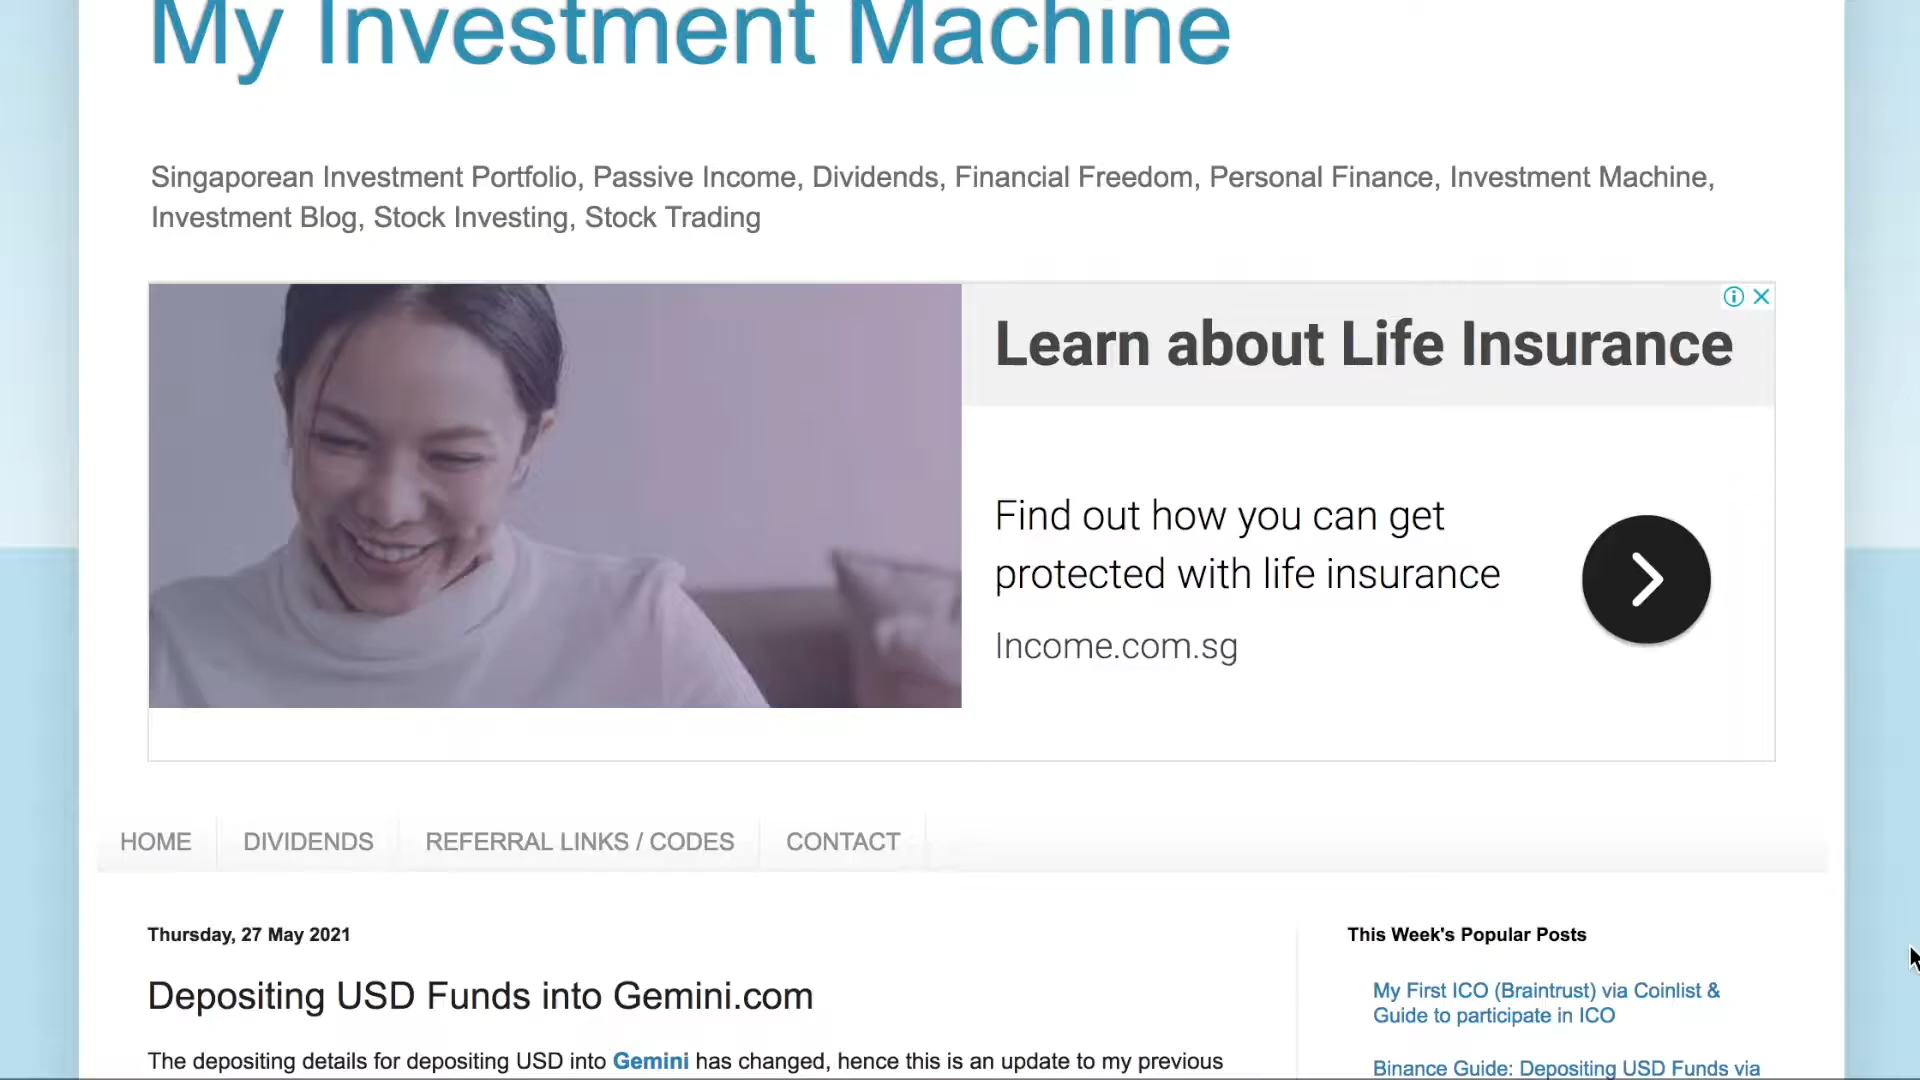 My Investment Machine
Singaporean Investment Portfolio, Passive Income, Dividends, Financial Freedom, Personal Finance, Investment Machine,
Investment Blog, Stock Investing, Stock Trading
Learn about Life Insurance
Find out how you can get
protected with life insurance
Income.com.sg
HOME
DIVIDENDS
REFERRAL LINKS / CODES
CONTACT
Thursday, 27 May 2021
Depositing USD Funds into Gemini.com
The depositing details for depositing USD into Gemini has changed, hence this is an update to my previous
This Week's Popular Posts
My First ICO (Braintrust) via Coinlist &
Guide to participate in ICO
Binance Guide: Depositing USD Funds via